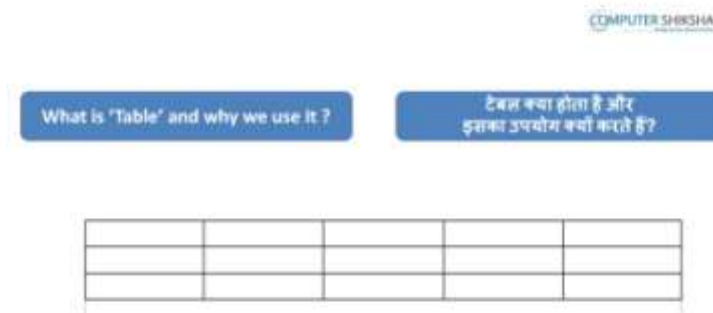 COMPUTER SHIKSHA
What is 'Table' and why we use it ?
टेबल क्या होता है और
इसका उपयोग क्यों करते हैं?